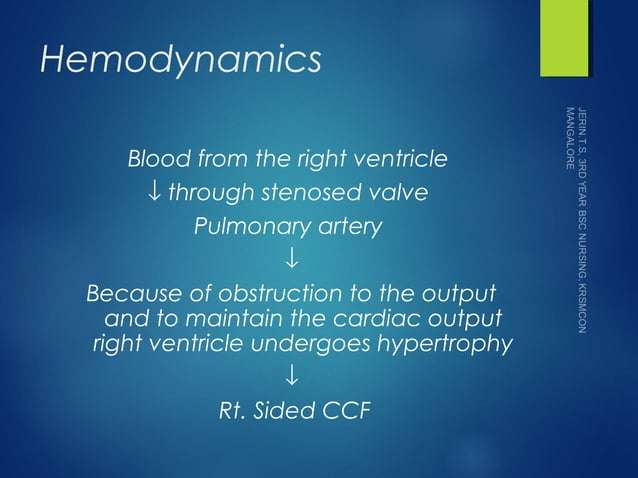 Hemodynamics
Blood from the right ventricle
↓ through stenosed valve
Pulmonary artery
↓
Because of obstruction to the output
and to maintain the cardiac output
right ventricle undergoes hypertrophy
↓
Rt. Sided CCF
JERIN T.S, 3RD YEAR BSC NURSING, KRSMCON
MANGALORE